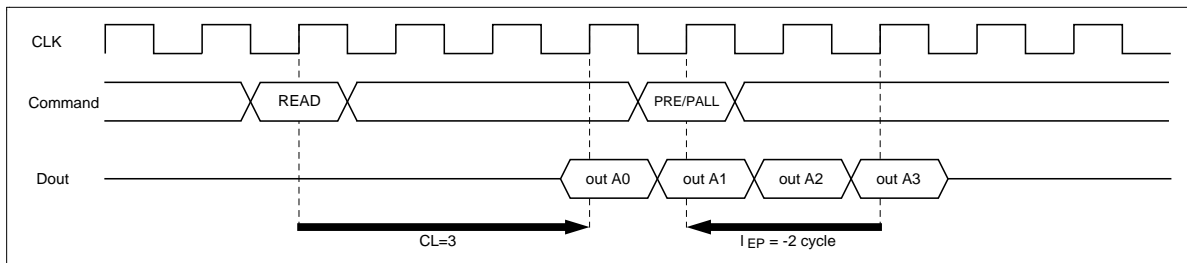 CLK
Command READ PRE/PALL
Dout out A0 out A1 out A2 out A3
CL=3 l EP = -2 cycle